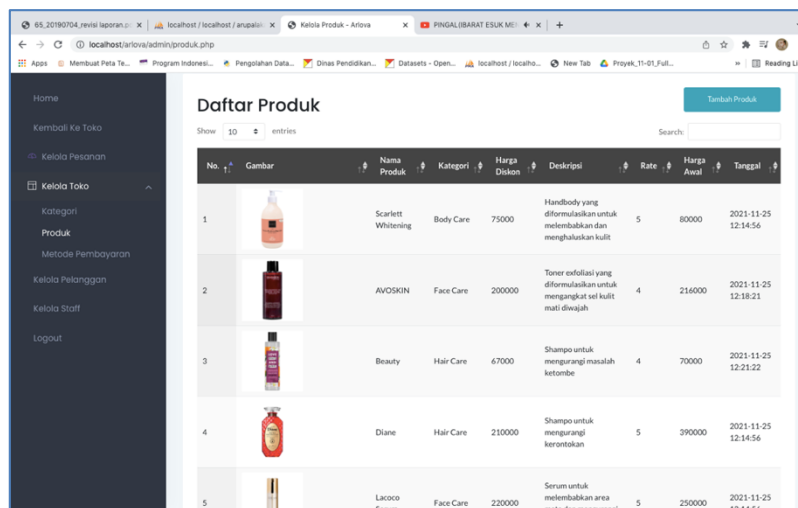 65_20190704_revisi laporan.p
localhost / localhost / arupalak
Kelola Produk - Arlova
PINGAL (IBARAT ESUK MEN
localhost/arlova/admin/produk.php
Apps
Membuat Peta Te...
Program Indonesi...
Pengolahan Data...
Dinas Pendidikan...
Datasets - Open...
localhost / localho...
New Tab
Proyek_11-01_Full...
Reading Li
Home
Kembali Ke Toko
Kelola Pesanan
Kelola Toko
Kategori
Produk
Metode Pembayaran
Kelola Pelanggan
Kelola Staff
Logout
Daftar Produk
Tambah Produk
Show 10 entries
Search:
No. Gambar Nama Produk Kategori Harga Diskon Deskripsi Rate Harga Awal Tanggal
1 Scarlett Whitening Body Care 75000 Handbody yang diformulasikan untuk melembabkan dan menghaluskan kulit 5 80000 2021-11-25 12:14:56
2 AVOSKIN Face Care 200000 Toner exfoliasi yang diformulasikan untuk mengangkat sel kulit mati diwajah 4 216000 2021-11-25 12:18:21
3 Beauty Hair Care 67000 Shampo untuk mengurangi masalah ketombe 4 70000 2021-11-25 12:21:22
4 Diane Hair Care 210000 Shampo untuk mengurangi kerontokan 5 390000 2021-11-25 12:14:56
5 Lacoco Face Care 220000 Serum untuk melembabkan area 5 250000 2021-11-25